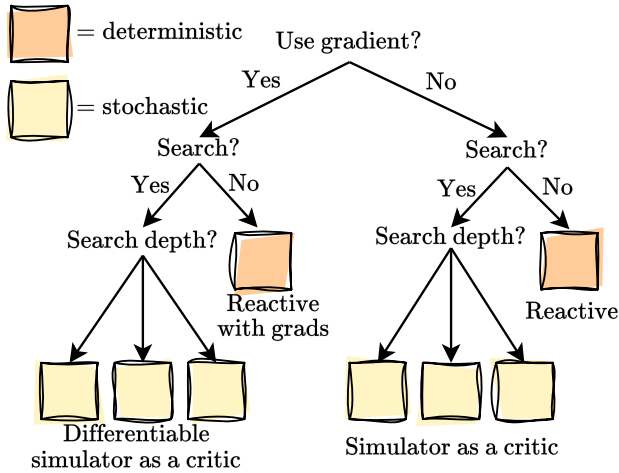 = deterministic
= stochastic
Use gradient?
Yes
No
Search?
Search?
Yes
No
Yes
No
Search depth?
Search depth?
Reactive
with grads
Reactive
Differentiable
simulator as a critic
Simulator as a critic